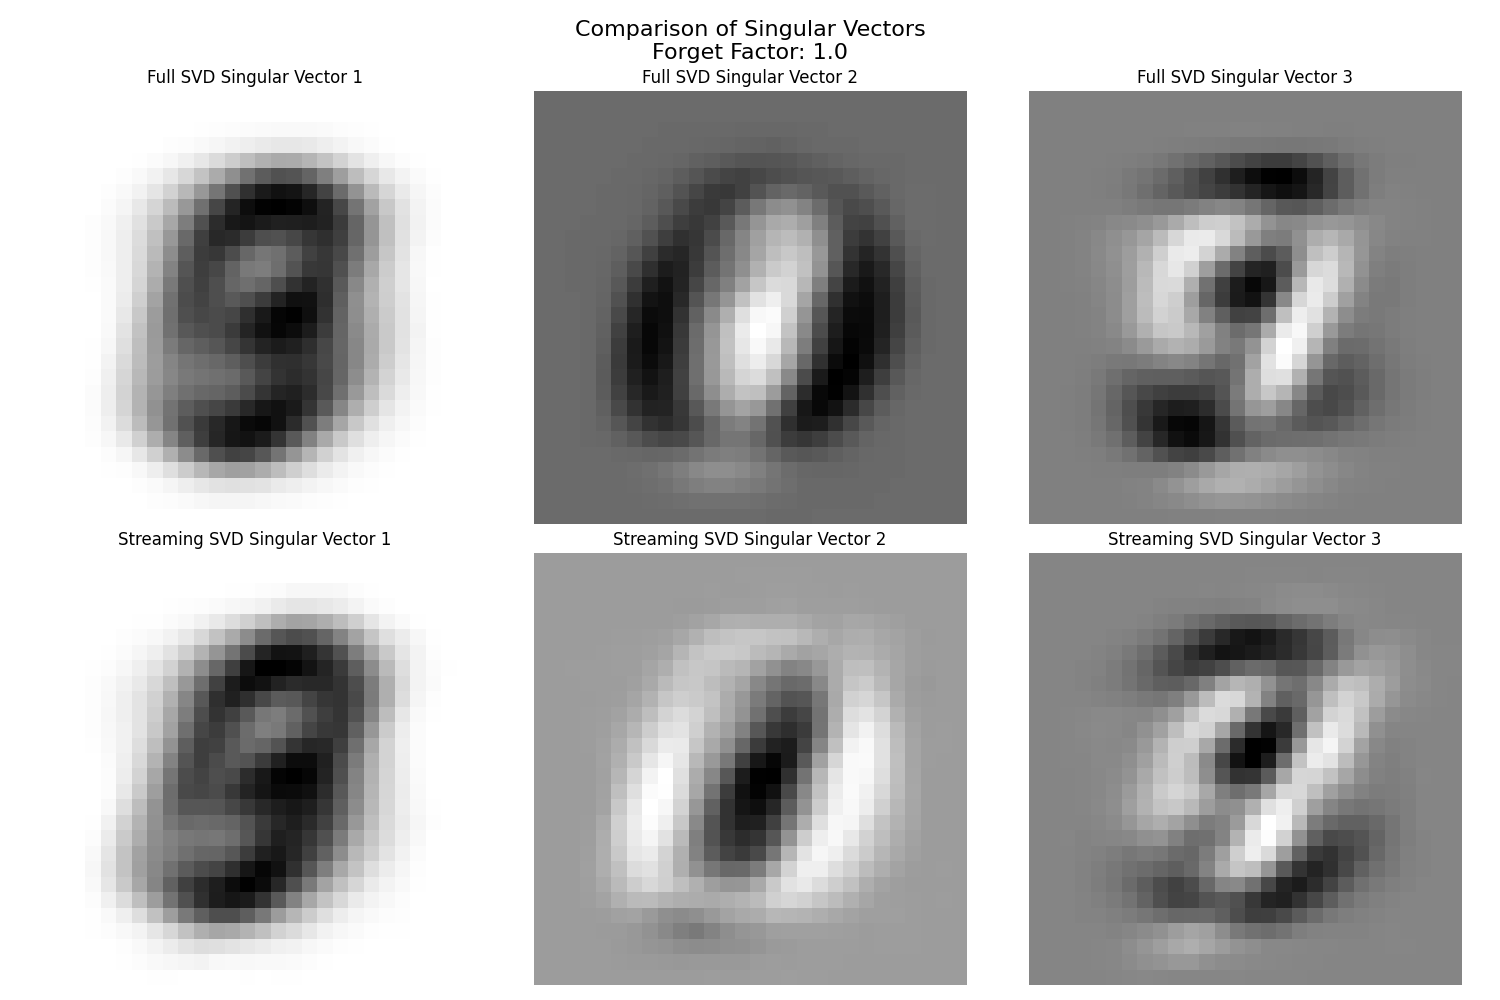 Comparison of Singular Vectors
Forget Factor: 1.0
Full SVD Singular Vector 1
Full SVD Singular Vector 2
Full SVD Singular Vector 3
Streaming SVD Singular Vector 1
Streaming SVD Singular Vector 2
Streaming SVD Singular Vector 3